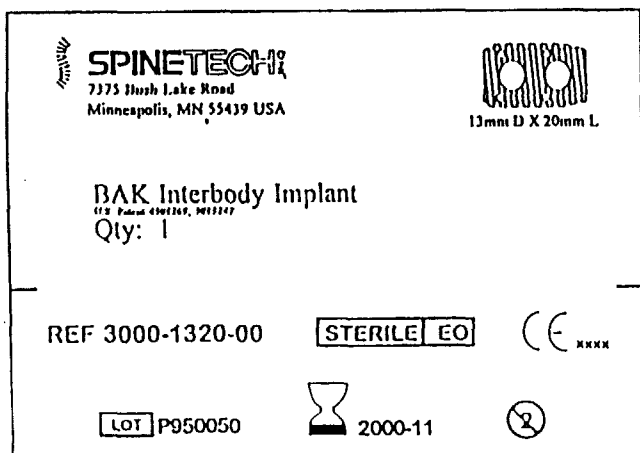 SPINETECH
7375 Bush Lake Road
Minneapolis, MN 55439 USA
13mm D X 20mm L
BAK Interbody Implant
U.S. Patent
Qty: 1
REF 3000-1320-00
STERILE EO
CE xxxx
LOT P950050
2000-11
2